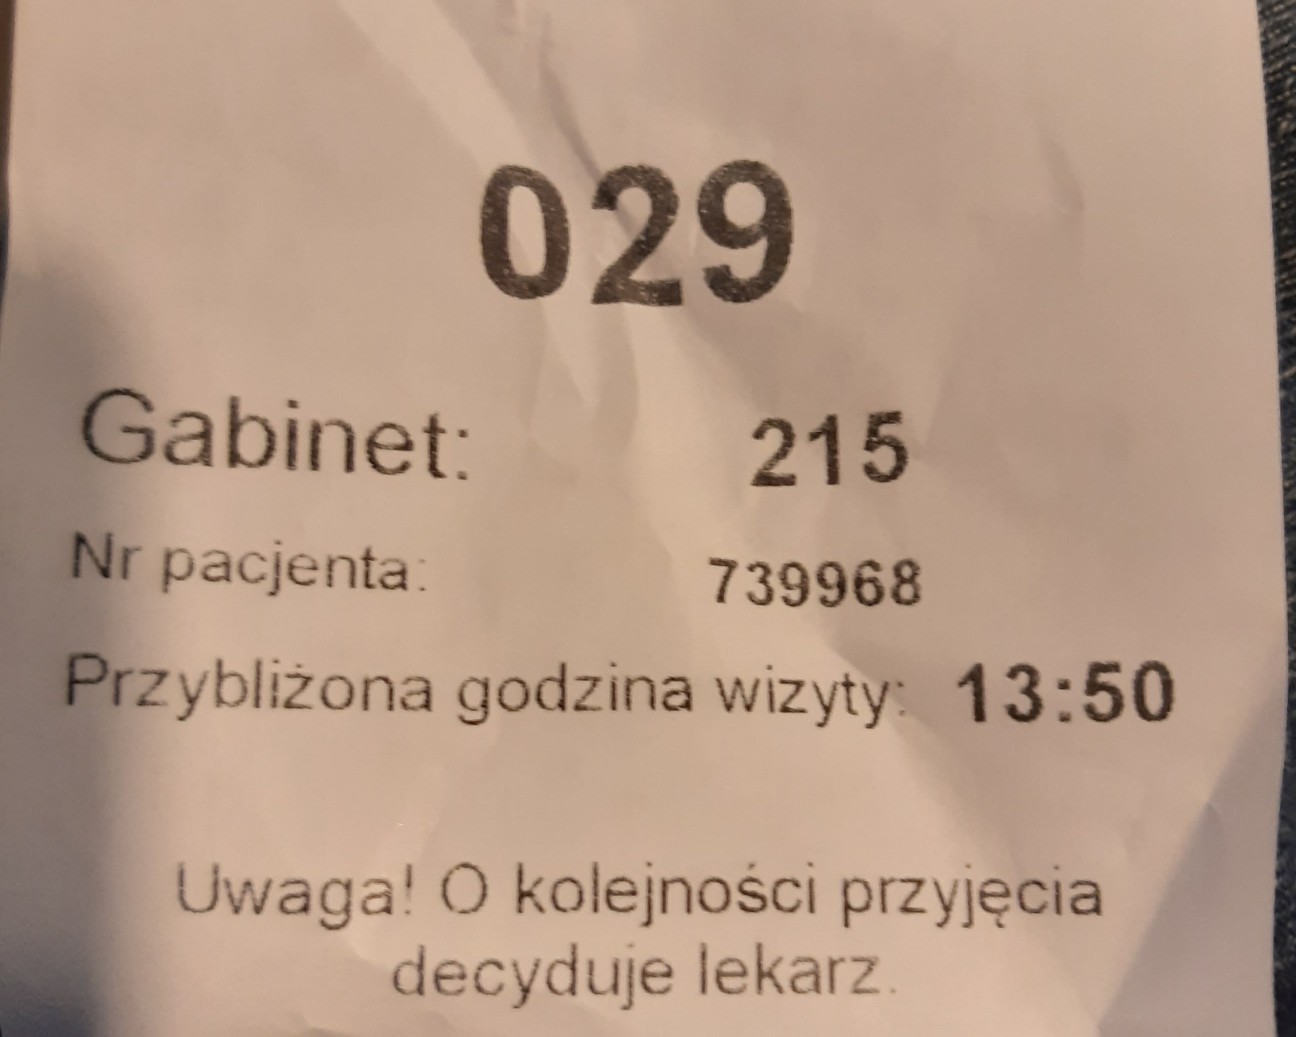 029
Gabinet: 215
Nr pacjenta: 739968
Przybliżona godzina wizyty: 13:50
Uwaga! O kolejności przyjęcia
decyduje lekarz.